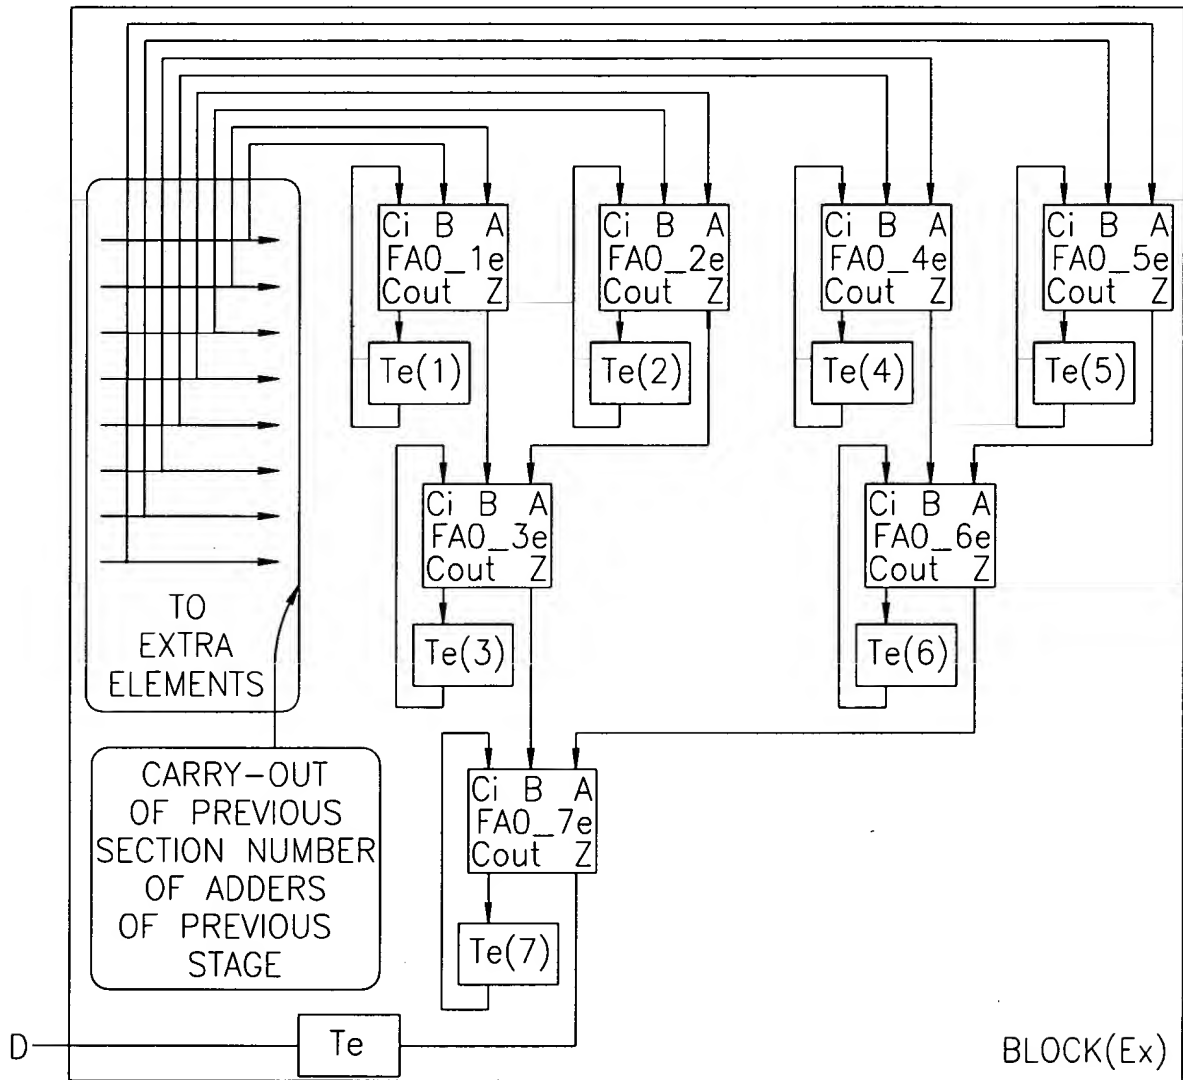 Ci B A
FA0_1e
Cout Z
Ci B A
FA0_2e
Cout Z
Ci B A
FA0_4e
Cout Z
Ci B A
FA0_5e
Cout Z
Te(1)
Te(2)
Te(4)
Te(5)
Ci B A
FA0_3e
Cout Z
Ci B A
FA0_6e
Cout Z
TO
EXTRA
ELEMENTS
Te(3)
Te(6)
CARRY-OUT
OF PREVIOUS
SECTION NUMBER
OF ADDERS
OF PREVIOUS
STAGE
Ci B A
FA0_7e
Cout Z
Te(7)
D
Te
BLOCK(Ex)